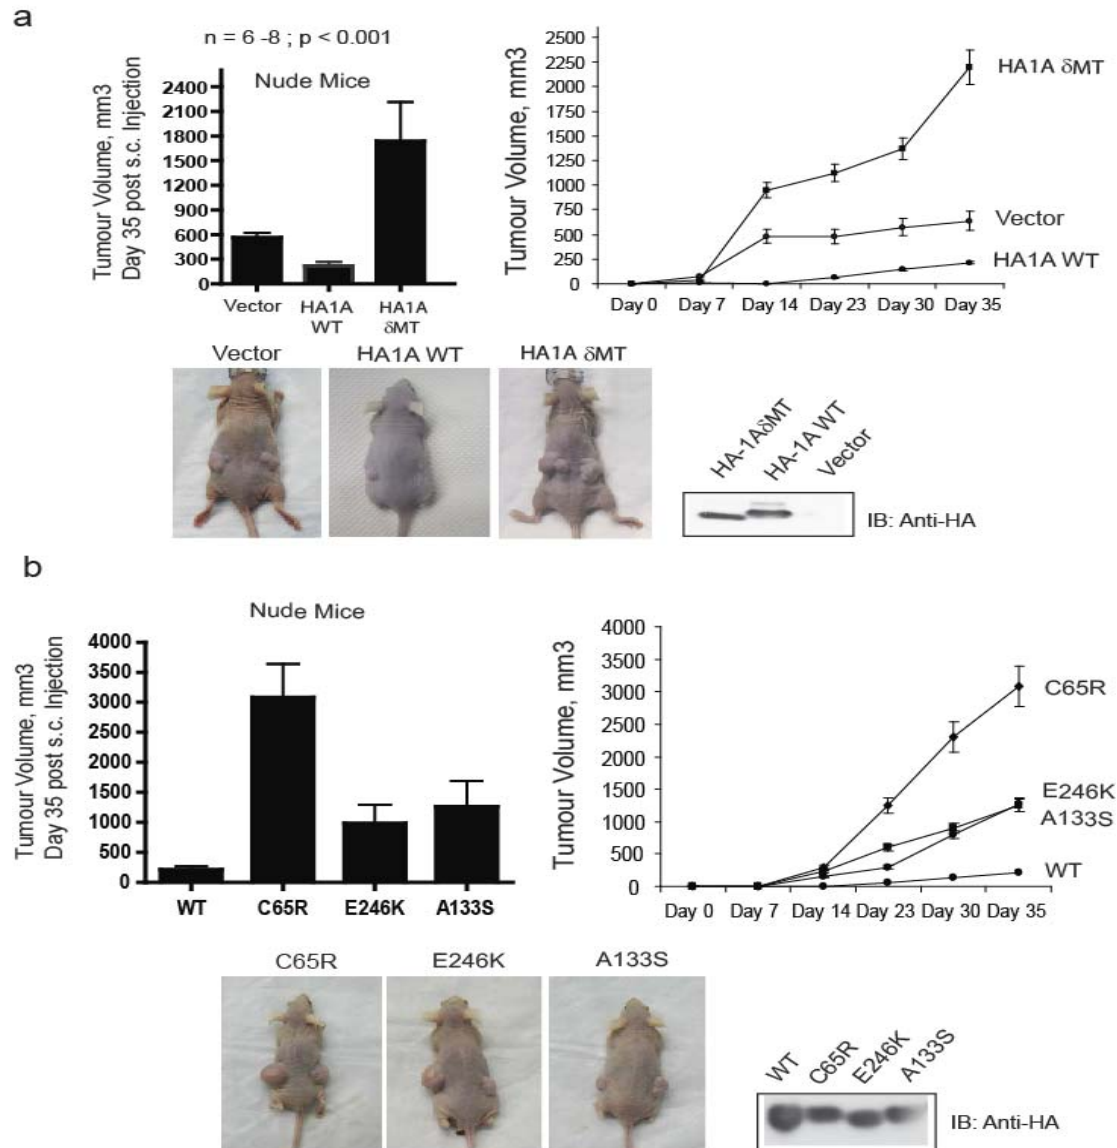 a
n = 6 -8 ; p < 0.001
Nude Mice
Tumour Volume, mm3
Day 35 post s.c. Injection
2400
2100
1800
1500
1200
900
600
300
0
Vector
HA1A
WT
HA1A
δMT
Tumour Volume, mm3
2500
2250
2000
1750
1500
1250
1000
750
500
250
0
Day 0 Day 7 Day 14 Day 23 Day 30 Day 35
HA1A δMT
Vector
HA1A WT
Vector
HA1A WT
HA1A δMT
HA-1AδMT
HA-1A WT
Vector
IB: Anti-HA
b
Nude Mice
Tumour Volume, mm3
Day 35 post s.c. Injection
4000
3500
3000
2500
2000
1500
1000
500
0
WT C65R E246K A133S
Tumour Volume, mm3
4000
3500
3000
2500
2000
1500
1000
500
0
Day 0 Day 7 Day 14 Day 23 Day 30 Day 35
C65R
E246K
A133S
WT
C65R
E246K
A133S
WT
C65R
E246K
A133S
IB: Anti-HA